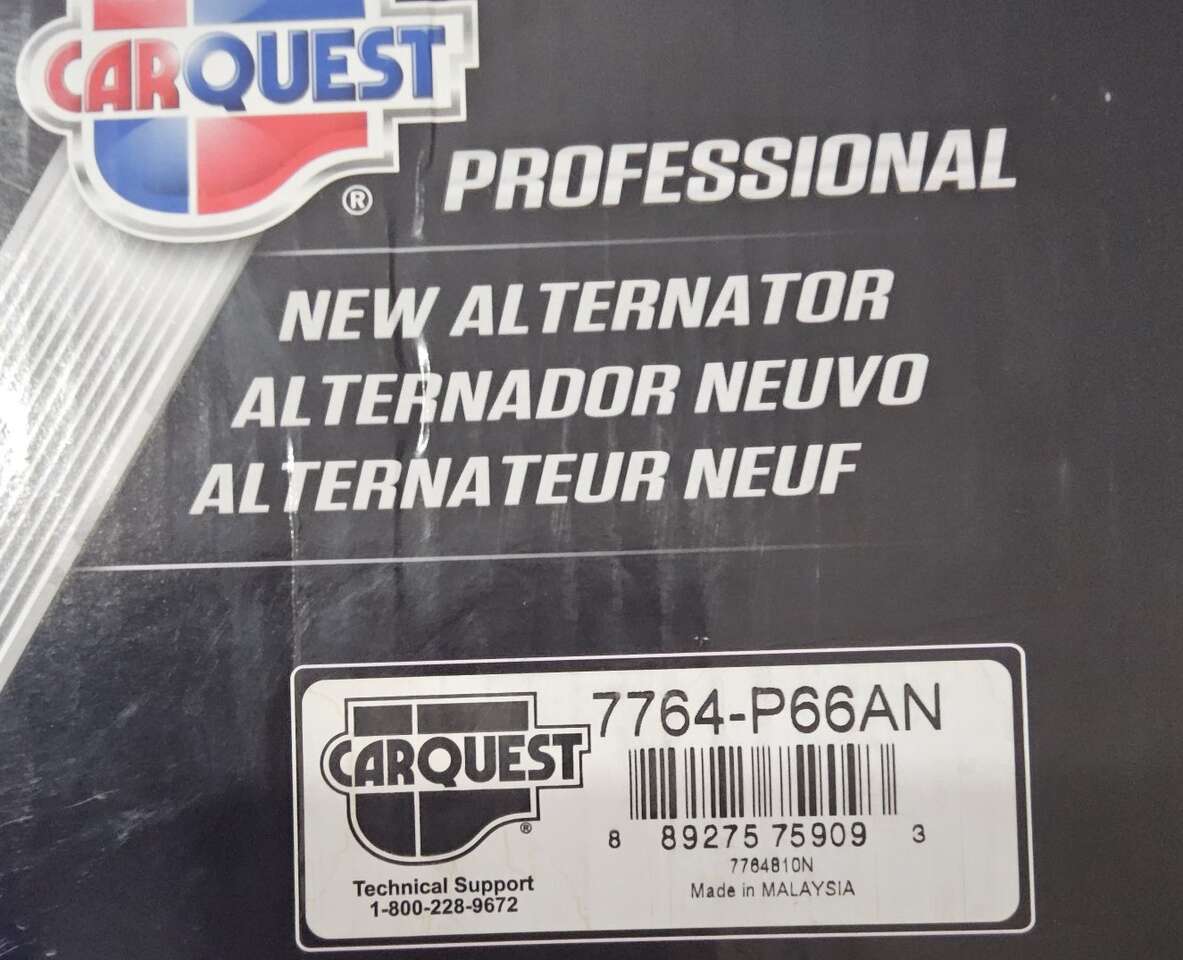 CARQUEST
®
PROFESSIONAL
NEW ALTERNATOR
ALTERNADOR NEUVO
ALTERNATEUR NEUF
CARQUEST
®
7764-P66AN
8 89275 75909 3
7764810N
Made in MALAYSIA
Technical Support
1-800-228-9672